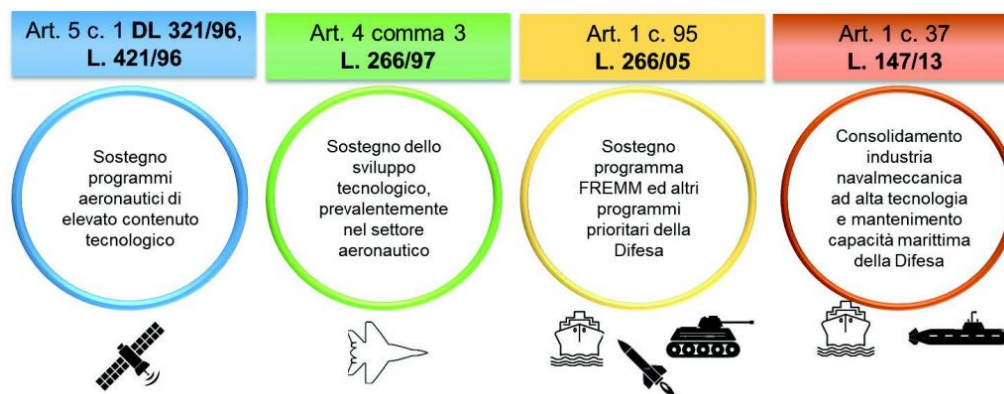 Art. 5 c. 1 DL 321/96,
L. 421/96
Sostegno
programmi
aeronautici di
elevato contenuto
tecnologico
Art. 4 comma 3
L. 266/97
Sostegno dello
sviluppo
tecnologico,
prevalentemente
nel settore
aeronautico
Art. 1 c. 95
L. 266/05
Sostegno
programma
FREMM ed altri
programmi
prioritari della
Difesa
Art. 1 c. 37
L. 147/13
Consolidamento
industria
navalmeccanica
ad alta tecnologia
e mantenimento
capacità marittima
della Difesa